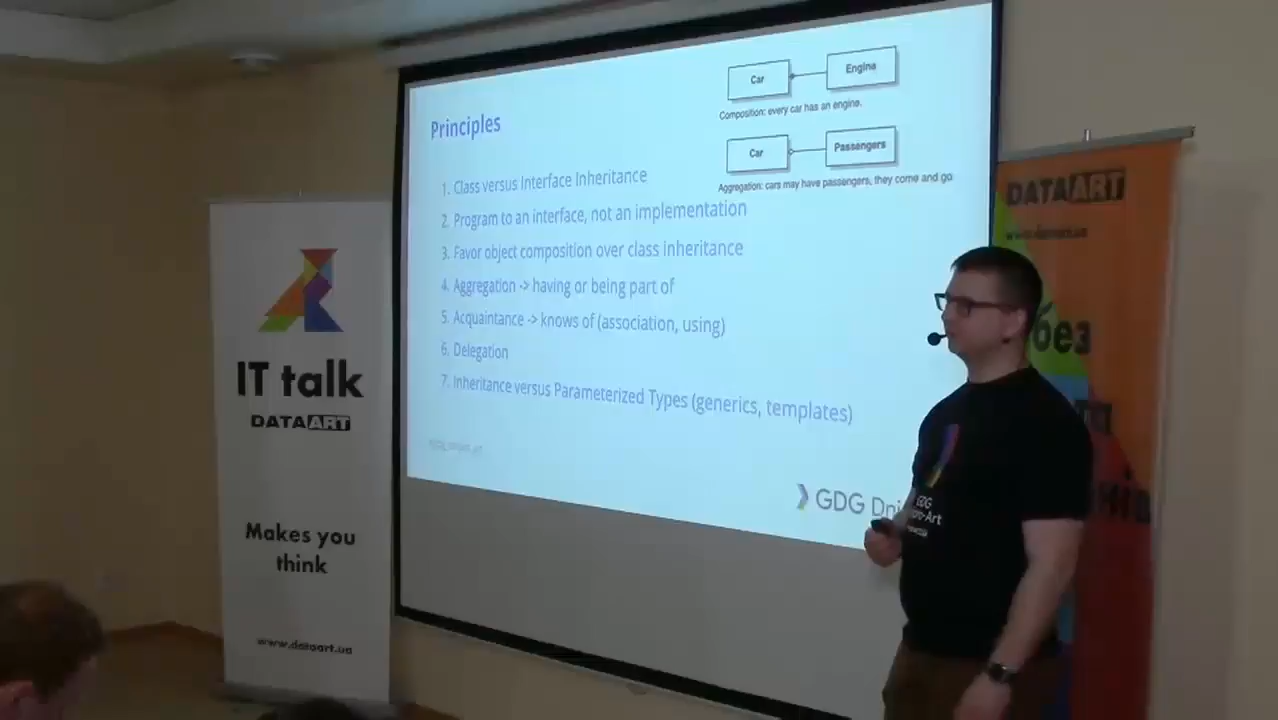 IT talk
DATAART
Makes you
think
www.dataart.ua
Principles
1. Class versus Interface Inheritance
2. Program to an interface, not an implementation
3. Favor object composition over class inheritance
4. Aggregation -> having or being part of
5. Acquaintance -> knows of (association, using)
6. Delegation
7. Inheritance versus Parameterized Types (generics, templates)
Car
Engine
Composition: every car has an engine.
Car
Passengers
Aggregation: cars may have passengers, they come and go
GDG Dni
DATAART
www.dataart.ua
без
GDG